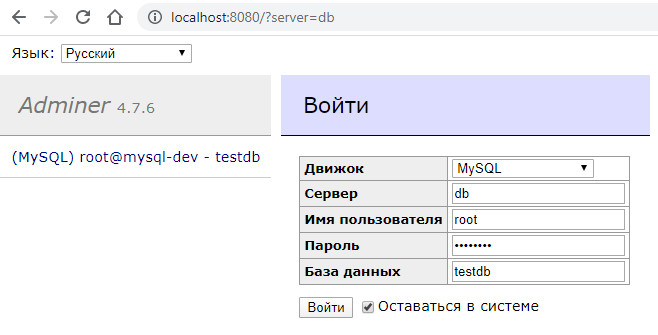 localhost:8080/?server=db
Язык: Русский
Adminer 4.7.6
Войти
(MySQL) root@mysql-dev - testdb
Движок MySQL
Сервер db
Имя пользователя root
Пароль ••••••••
База данных testdb
Войти Оставаться в системе